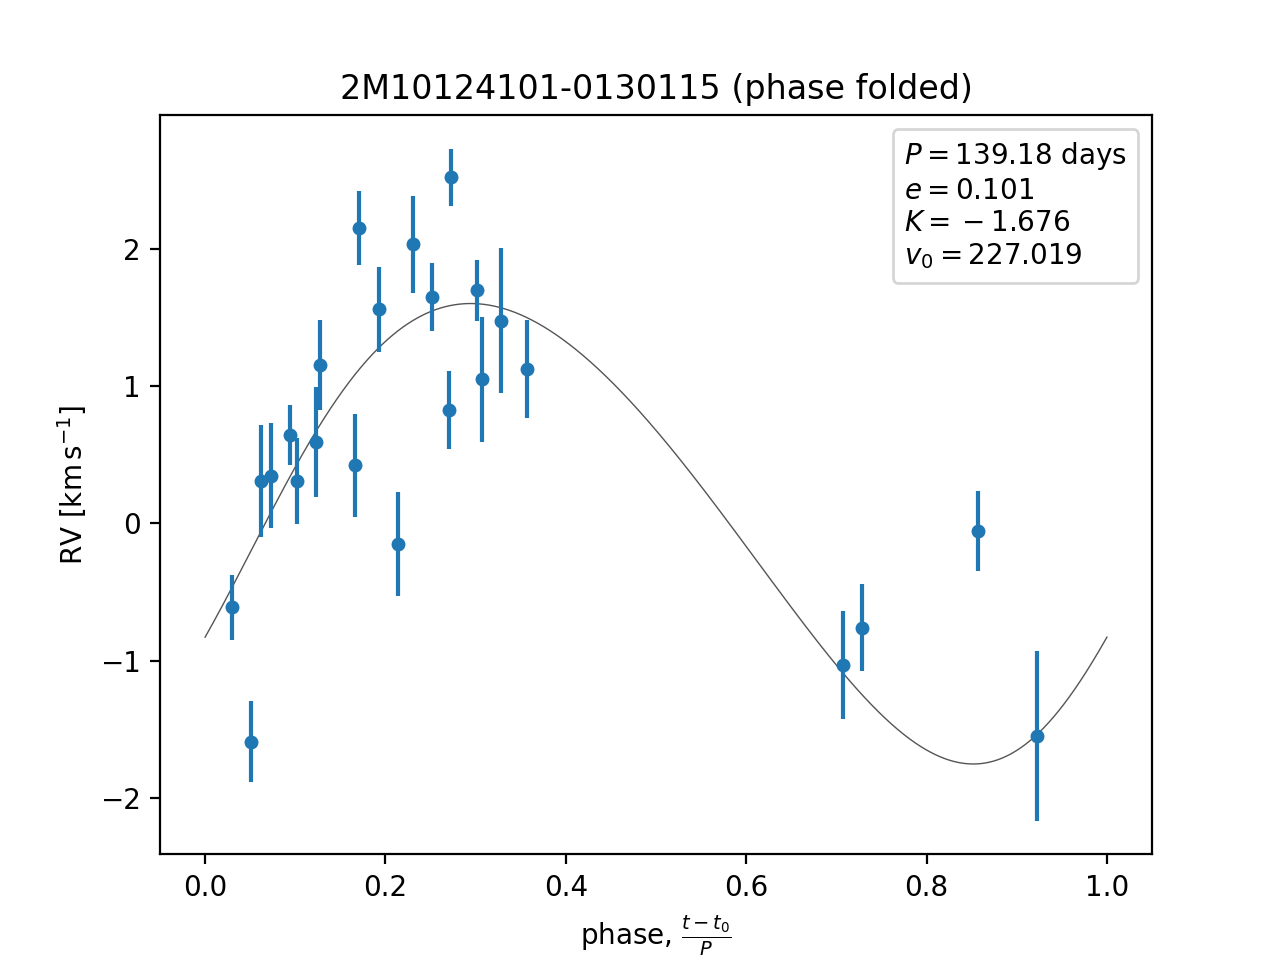 2M10124101-0130115 (phase folded)
P = 139.18 days
e = 0.101
K = −1.676
v₀ = 227.019
RV [km s⁻¹]
2
1
0
−1
−2
0.0 0.2 0.4 0.6 0.8 1.0
phase, (t − t₀)/P